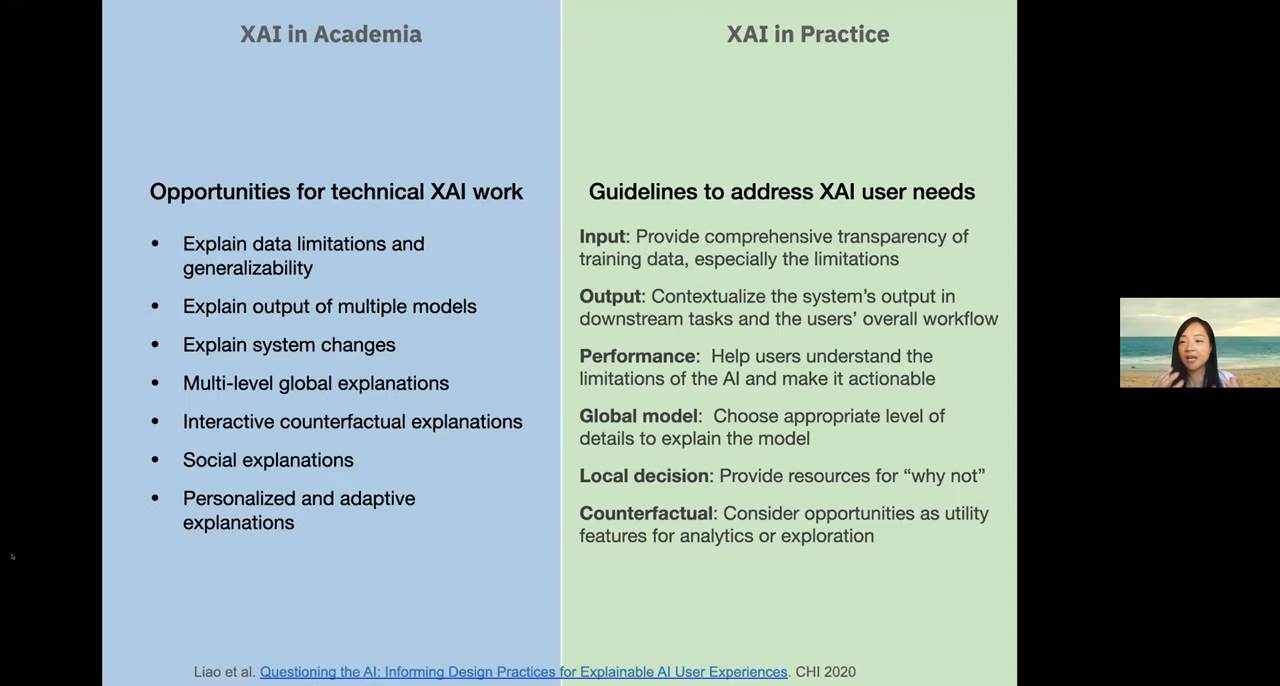 XAI in Academia
Opportunities for technical XAI work
• Explain data limitations and
generalizability
• Explain output of multiple models
• Explain system changes
• Multi-level global explanations
• Interactive counterfactual explanations
• Social explanations
• Personalized and adaptive
explanations
XAI in Practice
Guidelines to address XAI user needs
Input: Provide comprehensive transparency of
training data, especially the limitations
Output: Contextualize the system’s output in
downstream tasks and the users’ overall workflow
Performance: Help users understand the
limitations of the AI and make it actionable
Global model: Choose appropriate level of
details to explain the model
Local decision: Provide resources for “why not”
Counterfactual: Consider opportunities as utility
features for analytics or exploration
Liao et al. Questioning the AI: Informing Design Practices for Explainable AI User Experiences. CHI 2020